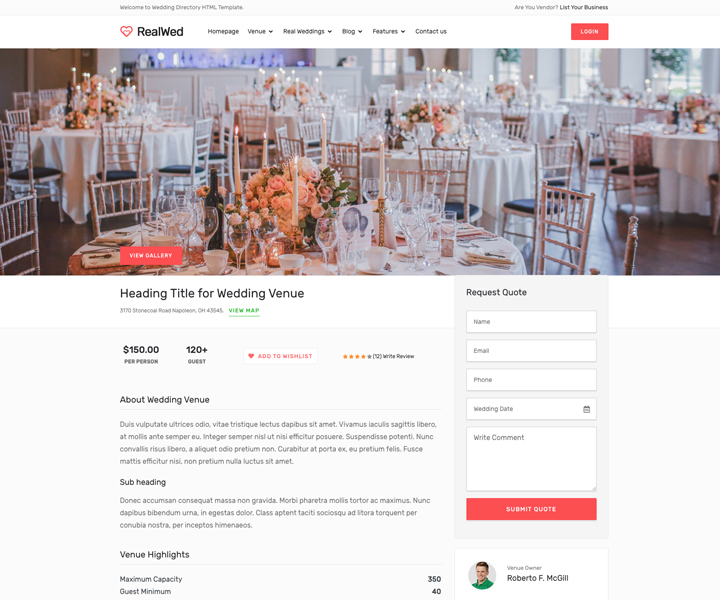 Welcome to Wedding Directory HTML Template.
Are You Vendor? List Your Business
RealWed
Homepage Venue Real Weddings Blog Features Contact us
LOGIN
VIEW GALLERY
Heading Title for Wedding Venue
3170 Stonecoal Road Napoleon, OH 43545, VIEW MAP
$150.00
PER PERSON
120+
GUEST
ADD TO WISHLIST
(12) Write Review
About Wedding Venue
Duis vulputate ultrices odio, vitae tristique lectus dapibus sit amet. Vivamus iaculis sagittis libero,
at mollis ante semper eu. Integer semper nisl ut nisi efficitur posuere. Suspendisse potenti. Nunc
convallis risus libero, a aliquet odio pretium non. Curabitur at porta ex, eu pretium felis. Fusce
mattis efficitur nisi, non pretium nulla luctus sit amet.
Sub heading
Donec accumsan consequat massa non gravida. Morbi pharetra mollis tortor ac maximus. Nunc
dapibus bibendum urna, in egestas dolor. Class aptent taciti sociosqu ad litora torquent per
conubia nostra, per inceptos himenaeos.
Venue Highlights
Maximum Capacity 350
Guest Minimum 40
Request Quote
Name
Email
Phone
Wedding Date
Write Comment
SUBMIT QUOTE
Venue Owner
Roberto F. McGill